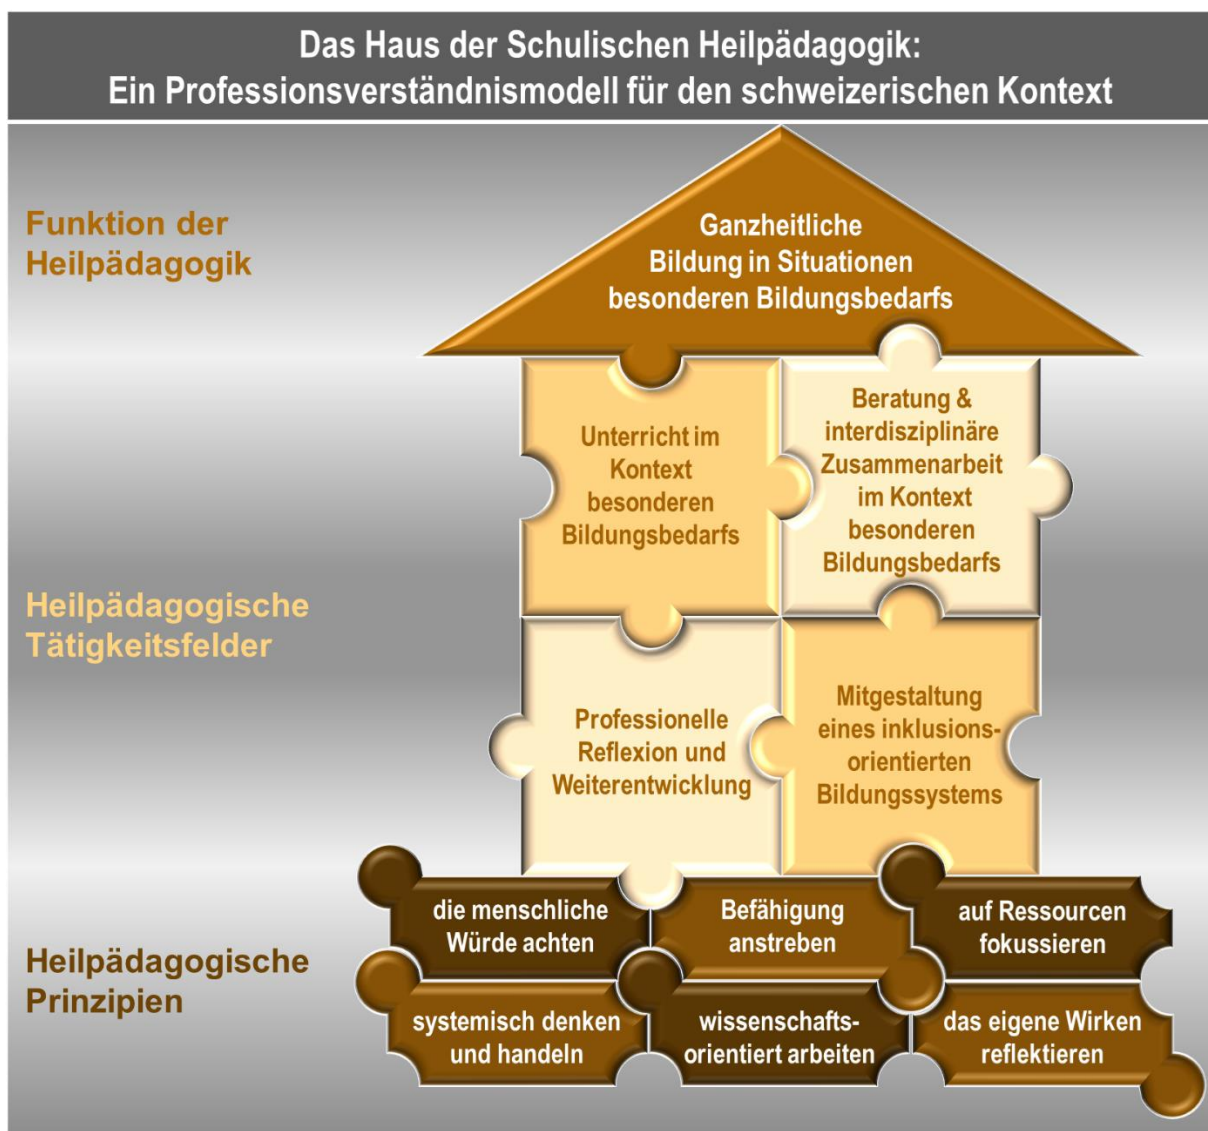 Das Haus der Schulischen Heilpädagogik:
Ein Professionsverständnismodell für den schweizerischen Kontext
Funktion der
Heilpädagogik
Ganzheitliche
Bildung in Situationen
besonderen Bildungsbedarfs
Heilpädagogische
Tätigkeitsfelder
Unterricht im
Kontext
besonderen
Bildungsbedarfs
Beratung &
interdisziplinäre
Zusammenarbeit
im Kontext
besonderen
Bildungsbedarfs
Professionelle
Reflexion und
Weiterentwicklung
Mitgestaltung
eines inklusions-
orientierten
Bildungssystems
Heilpädagogische
Prinzipien
die menschliche
Würde achten
Befähigung
anstreben
auf Ressourcen
fokussieren
systemisch denken
und handeln
wissenschafts-
orientiert arbeiten
das eigene Wirken
reflektieren